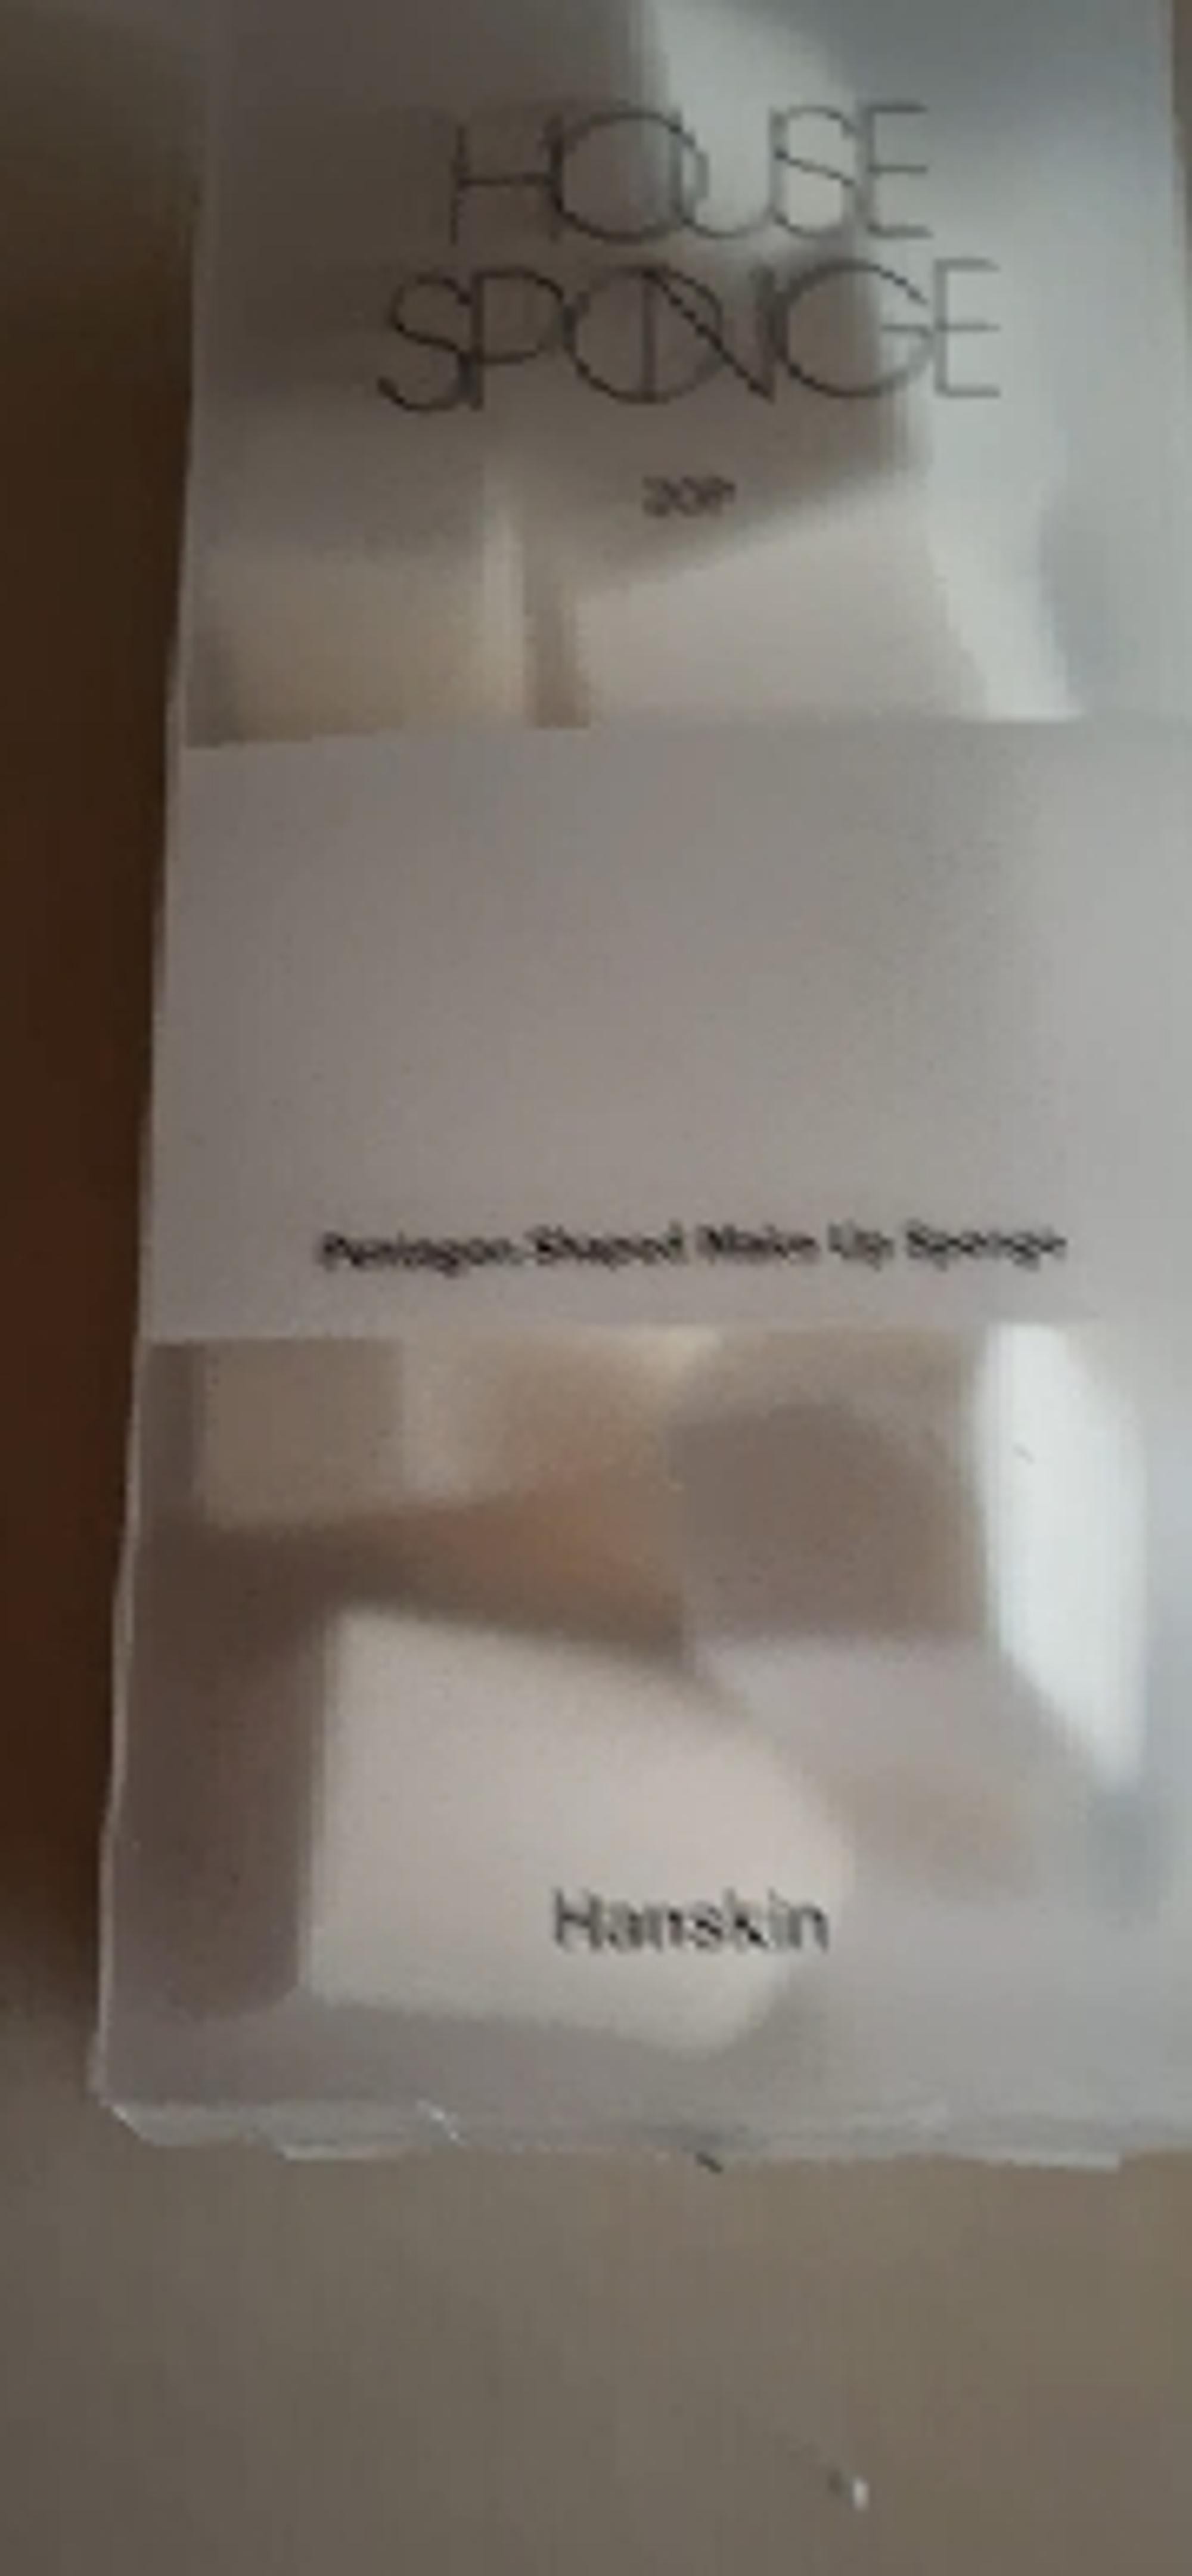 HOUSE
SPONGE
20P
Pentagon Shaped Make Up Sponge
Hanskin